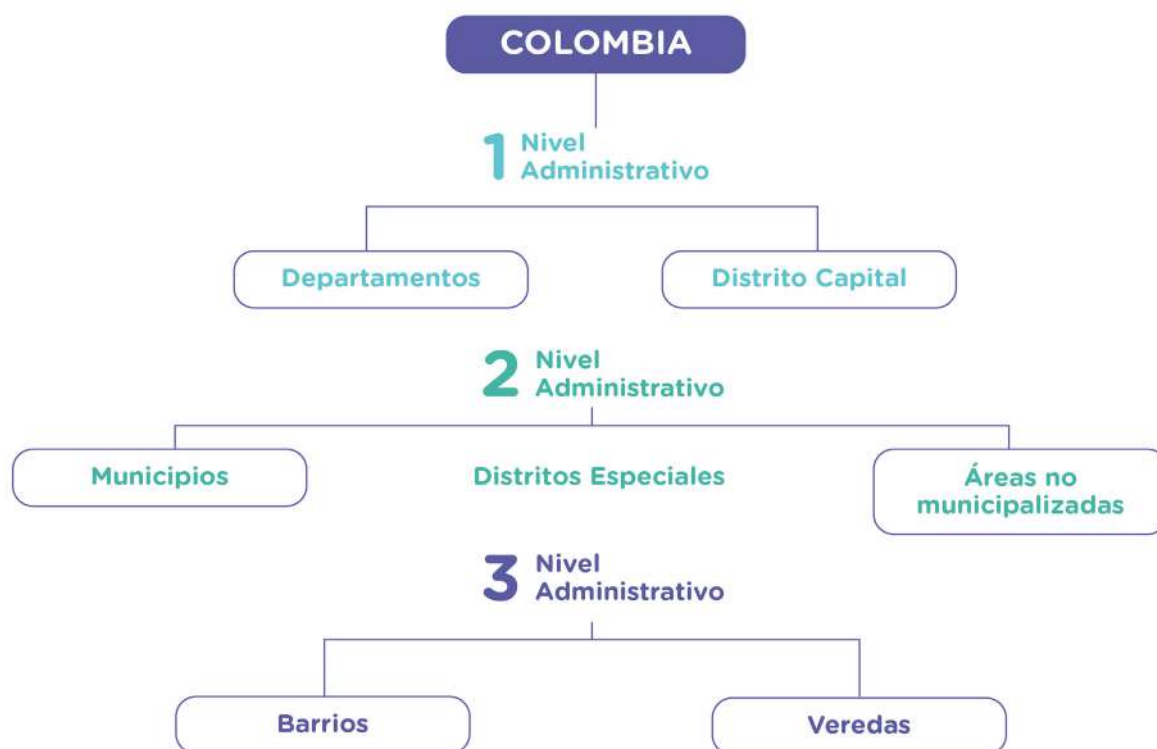 COLOMBIA
1 Nivel
Administrativo
Departamentos
Distrito Capital
2 Nivel
Administrativo
Municipios
Distritos Especiales
Áreas no
municipalizadas
3 Nivel
Administrativo
Barrios
Veredas